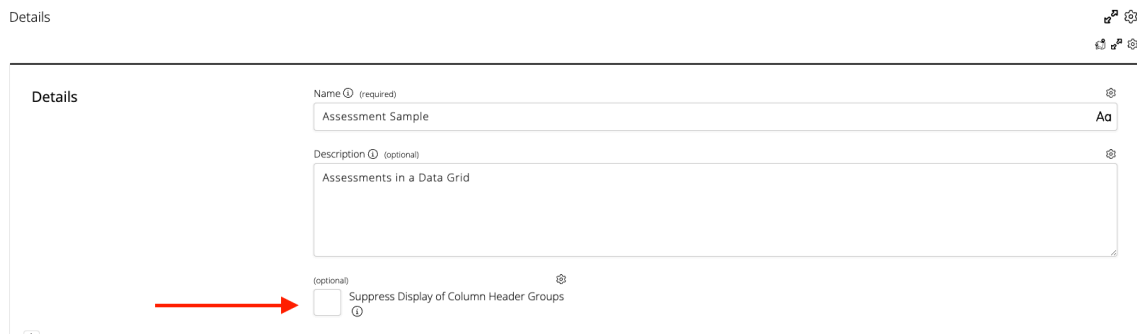 Details
Details
Name (required)
Assessment Sample
Aa
Description (optional)
Assessments in a Data Grid
(optional)
Suppress Display of Column Header Groups